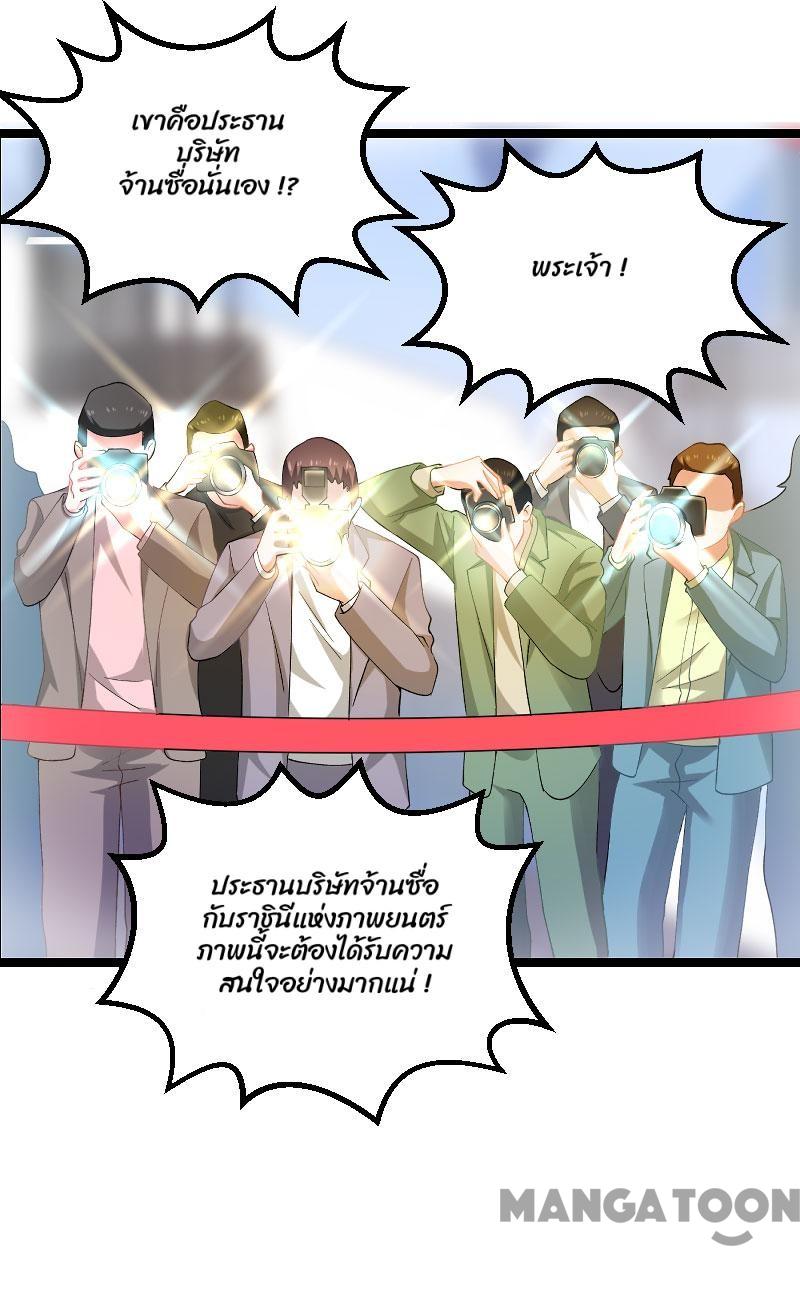 เขาคือประธาน
บริษัท
จ้านซื่อนั่นเอง !?
พระเจ้า !
ประธานบริษัทจ้านซื่อ
กับราชินีแห่งภาพยนตร์
ภาพนี้จะต้องได้รับความ
สนใจอย่างมากแน่ !
MANGATOON